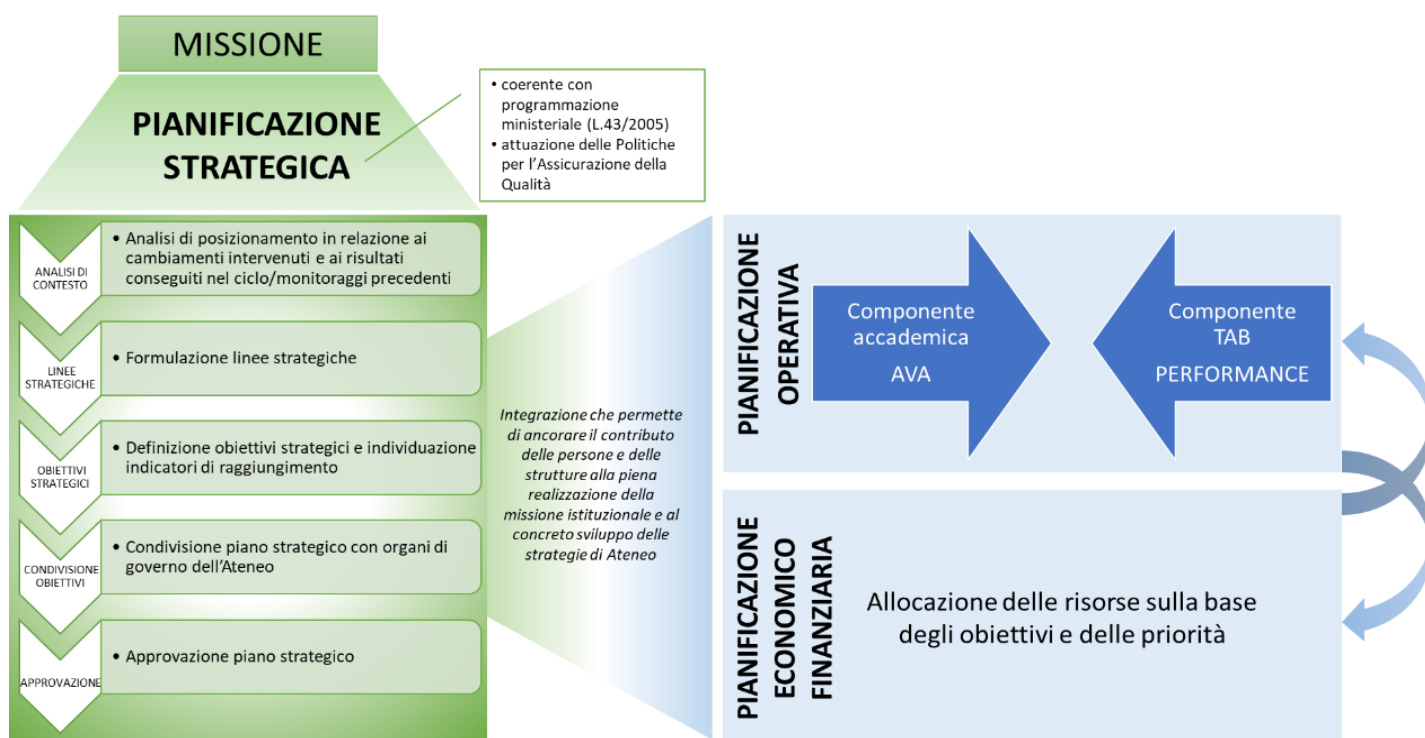 MISSIONE
PIANIFICAZIONE
STRATEGICA
• coerente con
programmazione
ministeriale (L.43/2005)
• attuazione delle Politiche
per l'Assicurazione della
Qualità
ANALISI DI
CONTESTO
• Analisi di posizionamento in relazione ai
cambiamenti intervenuti e ai risultati
conseguiti nel ciclo/monitoraggi precedenti
LINEE
STRATEGICHE
• Formulazione linee strategiche
OBIETTIVI
STRATEGICI
• Definizione obiettivi strategici e individuazione
indicatori di raggiungimento
CONDIVISIONE
OBIETTIVI
• Condivisione piano strategico con organi di
governo dell'Ateneo
APPROVAZIONE
• Approvazione piano strategico
Integrazione che permette
di ancorare il contributo
delle persone e delle
strutture alla piena
realizzazione della
missione istituzionale e al
concreto sviluppo delle
strategie di Ateneo
PIANIFICAZIONE
OPERATIVA
Componente
accademica
AVA
Componente
TAB
PERFORMANCE
PIANIFICAZIONE
ECONOMICO
FINANZIARIA
Allocazione delle risorse sulla base
degli obiettivi e delle priorità